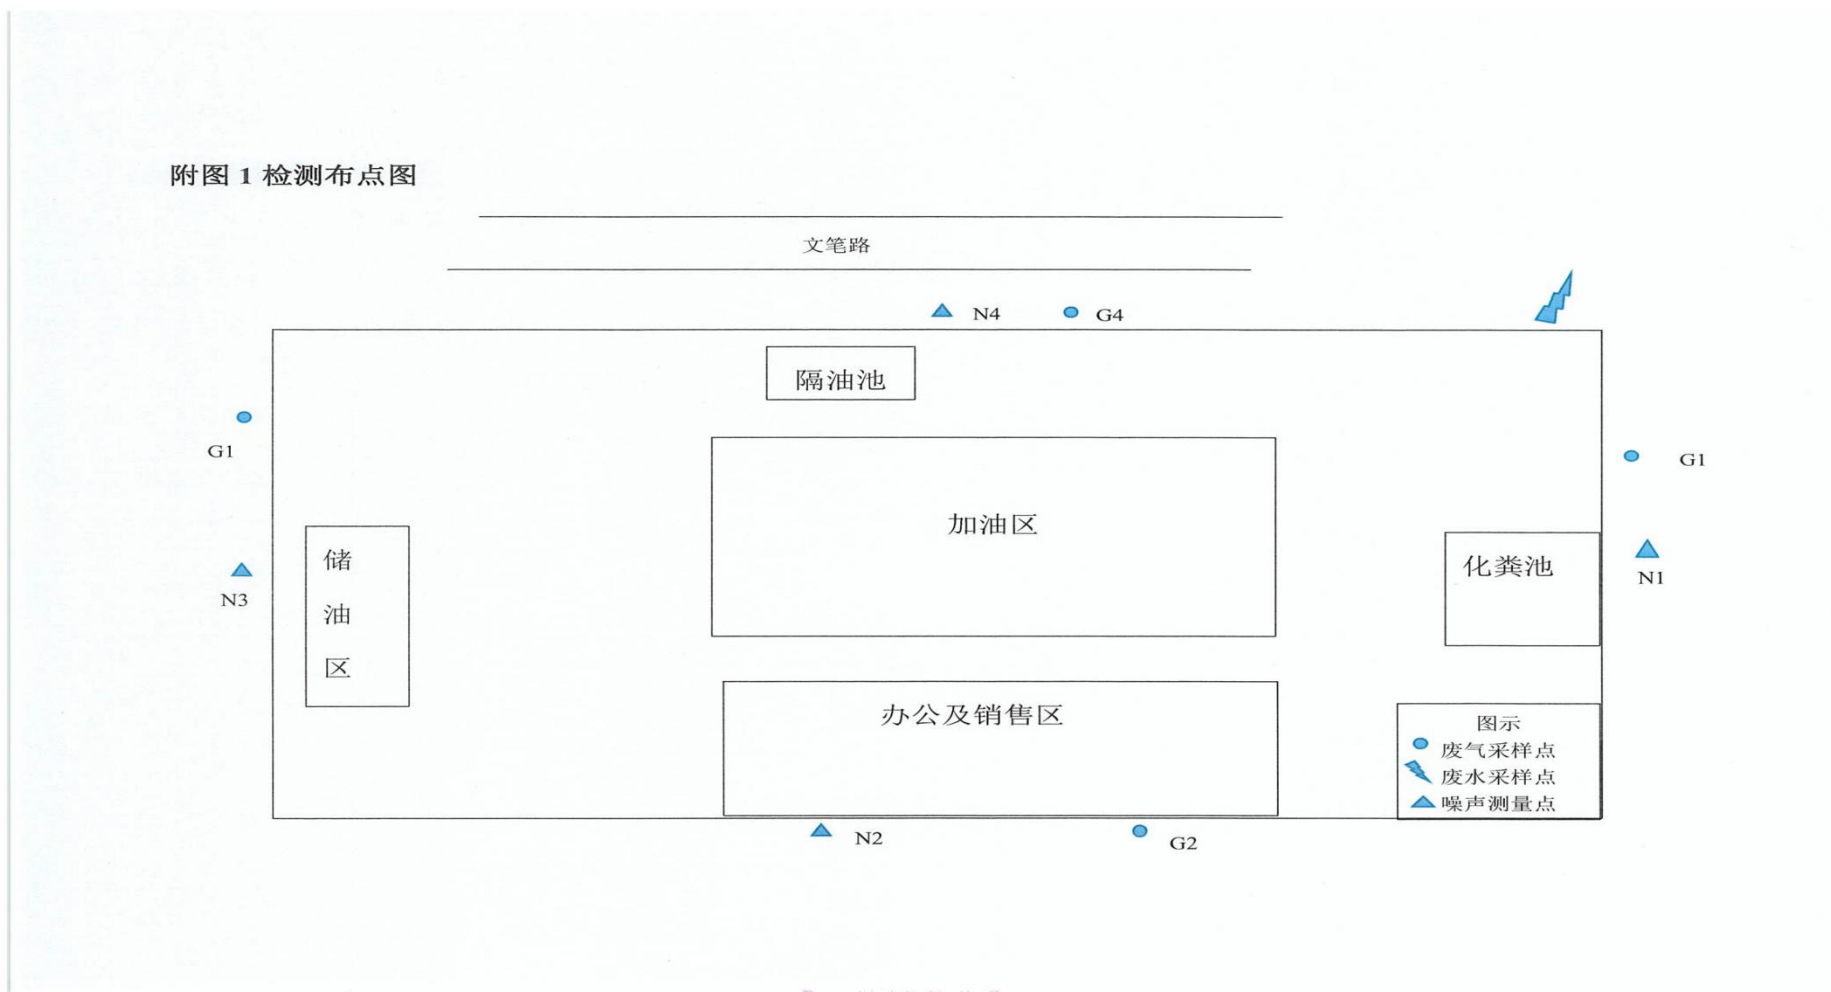 附图 1 检测布点图
文笔路
N4
G4
隔油池
G1
G1
加油区
储
油
区
化粪池
N3
N1
办公及销售区
图示
废气采样点
废水采样点
噪声测量点
N2
G2